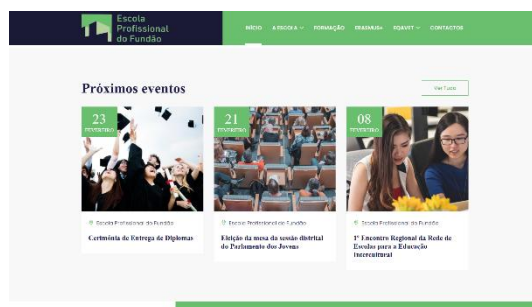 Escola
Profissional
do Fundão
INÍCIO A ESCOLA FORMAÇÃO ERASMUS+ EQAVET CONTACTOS
Próximos eventos
Ver Tudo
23
FEVEREIRO
21
FEVEREIRO
08
FEVEREIRO
Escola Profissional do Fundão
Cerimónia de Entrega de Diplomas
Escola Profissional do Fundão
Eleição da mesa da sessão distrital
do Parlamento dos Jovens
Escola Profissional do Fundão
1º Encontro Regional da Rede de
Escolas para a Educação
Intercultural